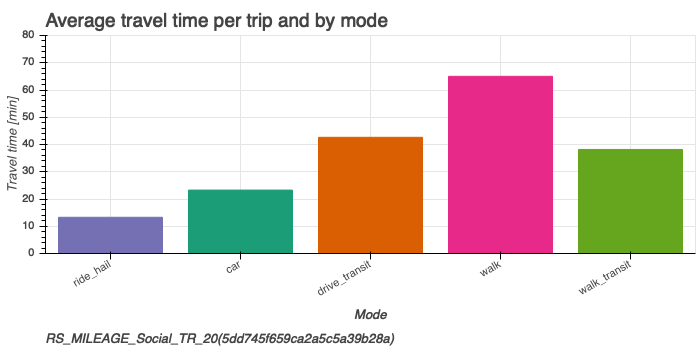 Average travel time per trip and by mode
Travel time [min]
80
70
60
50
40
30
20
10
0
ride_hail
car
drive_transit
walk
walk_transit
Mode
RS_MILEAGE_Social_TR_20(5dd745f659ca2a5c5a39b28a)